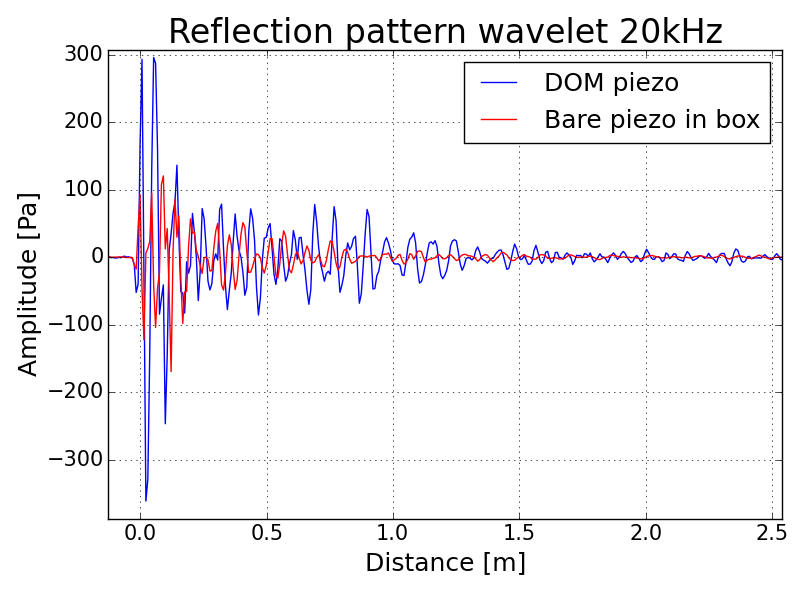 Reflection pattern wavelet 20kHz
DOM piezo
Bare piezo in box
Amplitude [Pa]
300
200
100
0
−100
−200
−300
0.0 0.5 1.0 1.5 2.0 2.5
Distance [m]